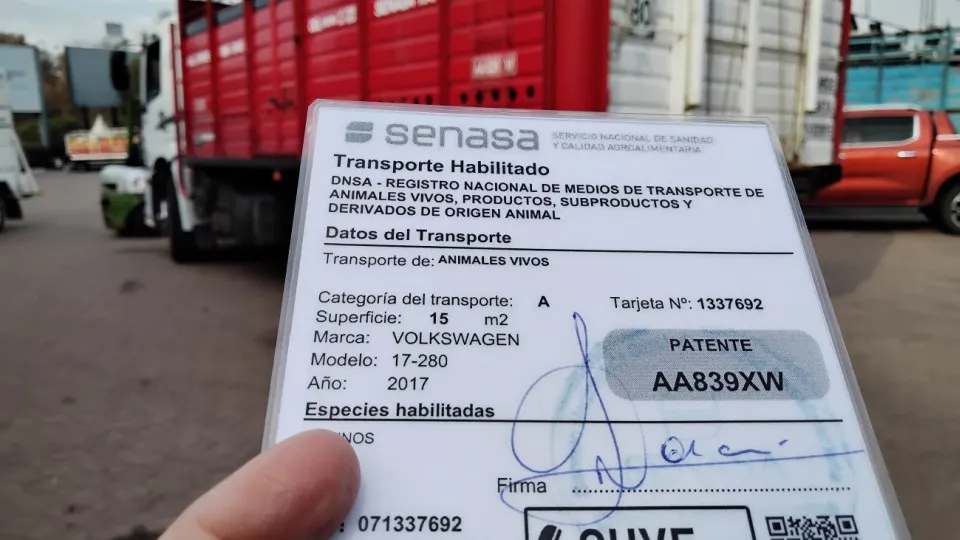 senasa SERVICIO NACIONAL DE SANIDAD
Y CALIDAD AGROALIMENTARIA
Transporte Habilitado
DNSA - REGISTRO NACIONAL DE MEDIOS DE TRANSPORTE DE
ANIMALES VIVOS, PRODUCTOS, SUBPRODUCTOS Y
DERIVADOS DE ORIGEN ANIMAL
Datos del Transporte
Transporte de: ANIMALES VIVOS
Categoría del transporte: A Tarjeta Nº: 1337692
Superficie: 15 m2
Marca: VOLKSWAGEN
PATENTE
Modelo: 17-280
AA839XW
Año: 2017
Especies habilitadas
Firma
071337692